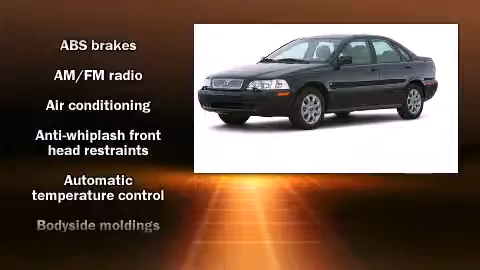 ABS brakes
AM/FM radio
Air conditioning
Anti-whiplash front
head restraints
Automatic
temperature control
Bodyside moldings